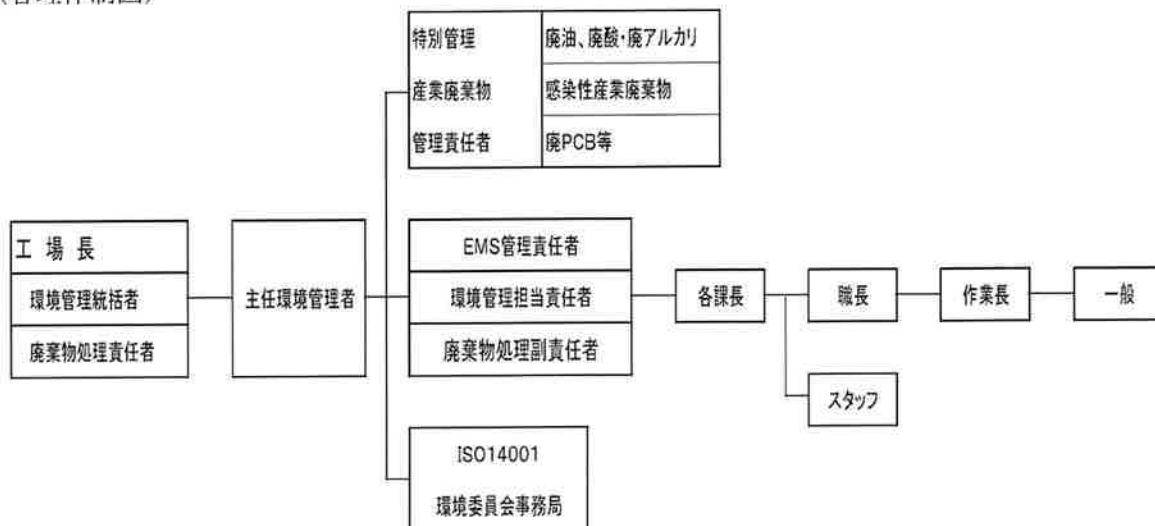 (管理体制図)
特別管理 廃油、廃酸・廃アルカリ
産業廃棄物 感染性産業廃棄物
管理責任者 廃PCB等
工 場 長
環境管理統括者
廃棄物処理責任者
主任環境管理者
EMS管理責任者
環境管理担当責任者
廃棄物処理副責任者
各課長
職長
作業長
一般
スタッフ
ISO14001
環境委員会事務局